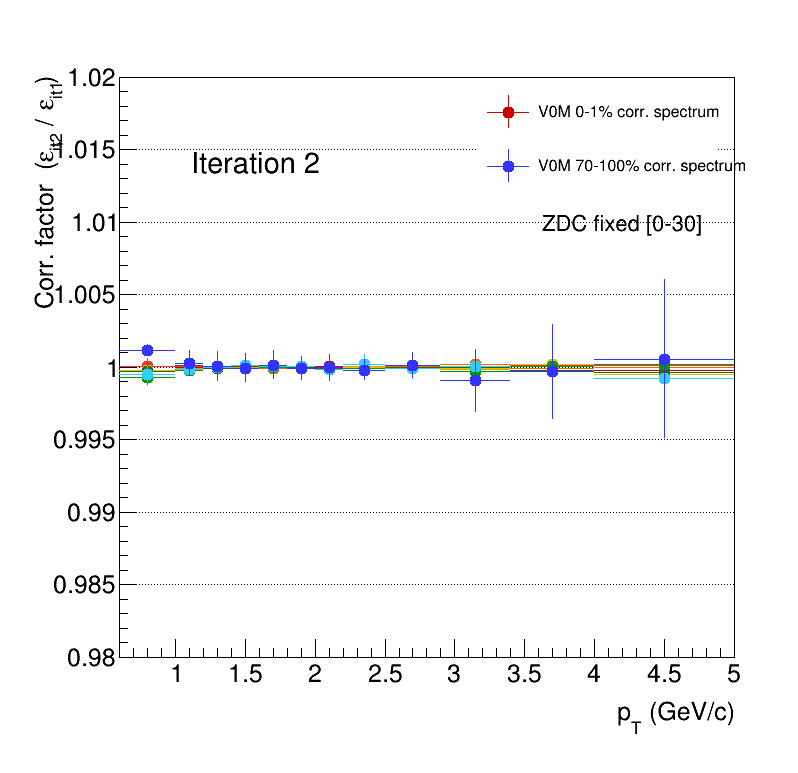 Corr. factor (ε_it2 / ε_it1)
1.02
1.015
1.01
1.005
1
0.995
0.99
0.985
0.98
Iteration 2
V0M 0-1% corr. spectrum
V0M 70-100% corr. spectrum
ZDC fixed [0-30]
1 1.5 2 2.5 3 3.5 4 4.5 5
p_T (GeV/c)